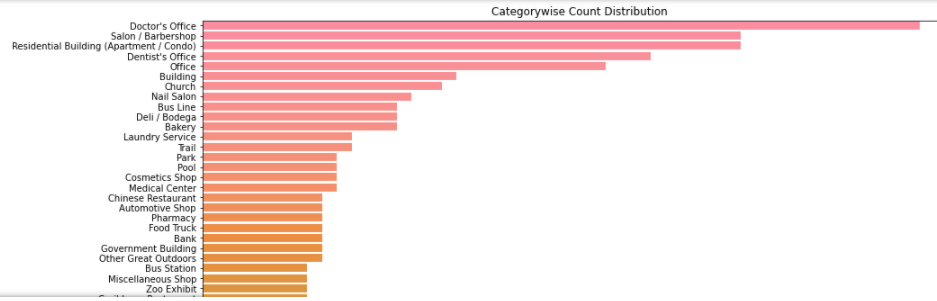 Categorywise Count Distribution
Doctor's Office
Salon / Barbershop
Residential Building (Apartment / Condo)
Dentist's Office
Office
Building
Church
Nail Salon
Bus Line
Deli / Bodega
Bakery
Laundry Service
Trail
Park
Pool
Cosmetics Shop
Medical Center
Chinese Restaurant
Automotive Shop
Pharmacy
Food Truck
Bank
Government Building
Other Great Outdoors
Bus Station
Miscellaneous Shop
Zoo Exhibit